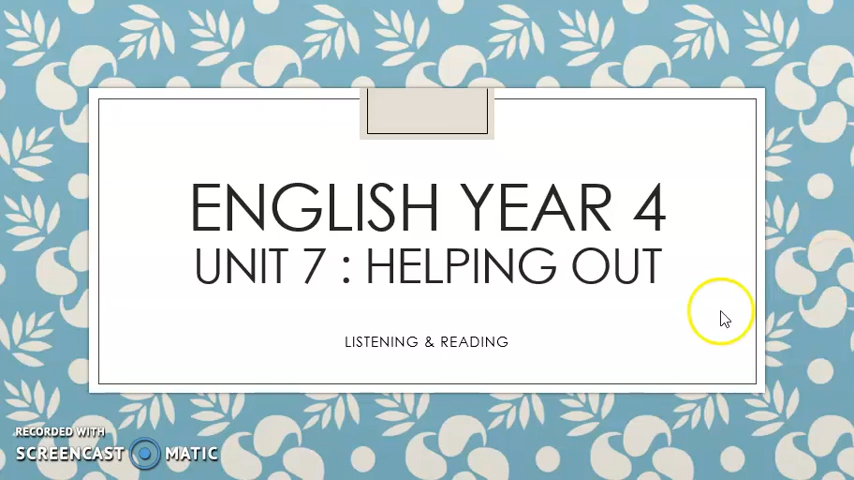 ENGLISH YEAR 4
UNIT 7 : HELPING OUT
LISTENING & READING
RECORDED WITH
SCREENCAST MATIC